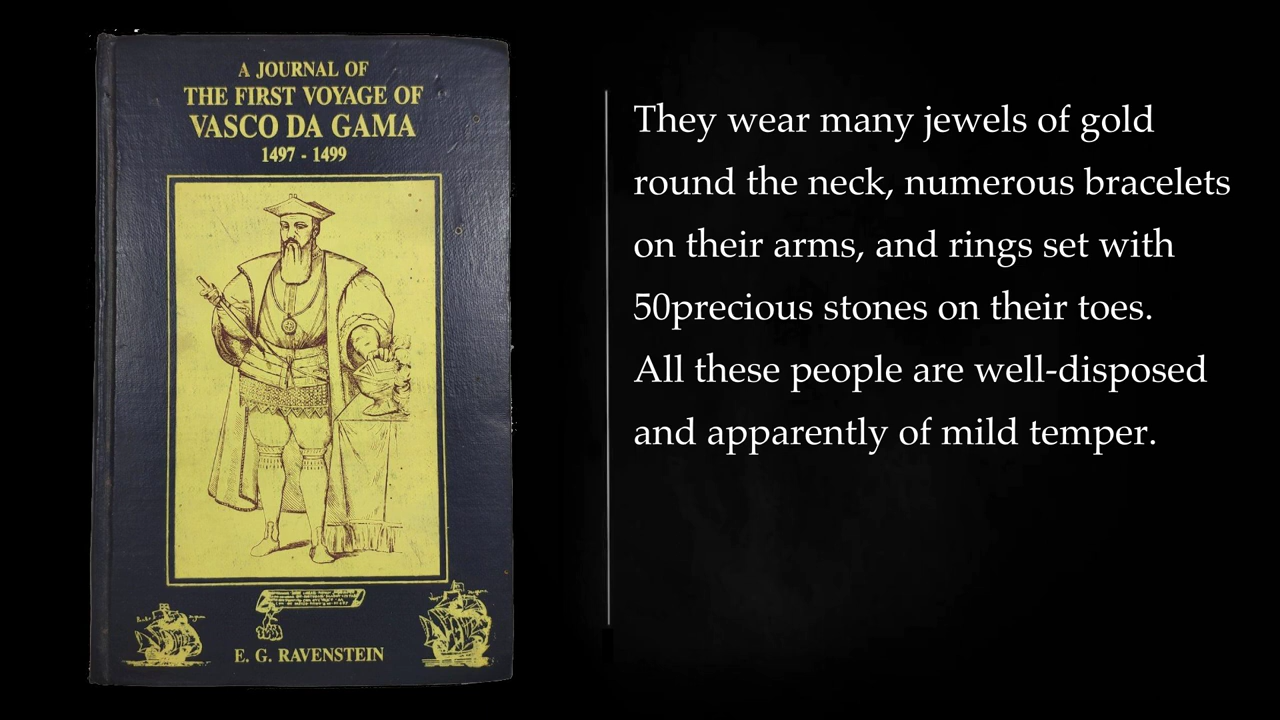 A JOURNAL OF
THE FIRST VOYAGE OF
VASCO DA GAMA
1497 - 1499
E. G. RAVENSTEIN
They wear many jewels of gold
round the neck, numerous bracelets
on their arms, and rings set with
50precious stones on their toes.
All these people are well-disposed
and apparently of mild temper.